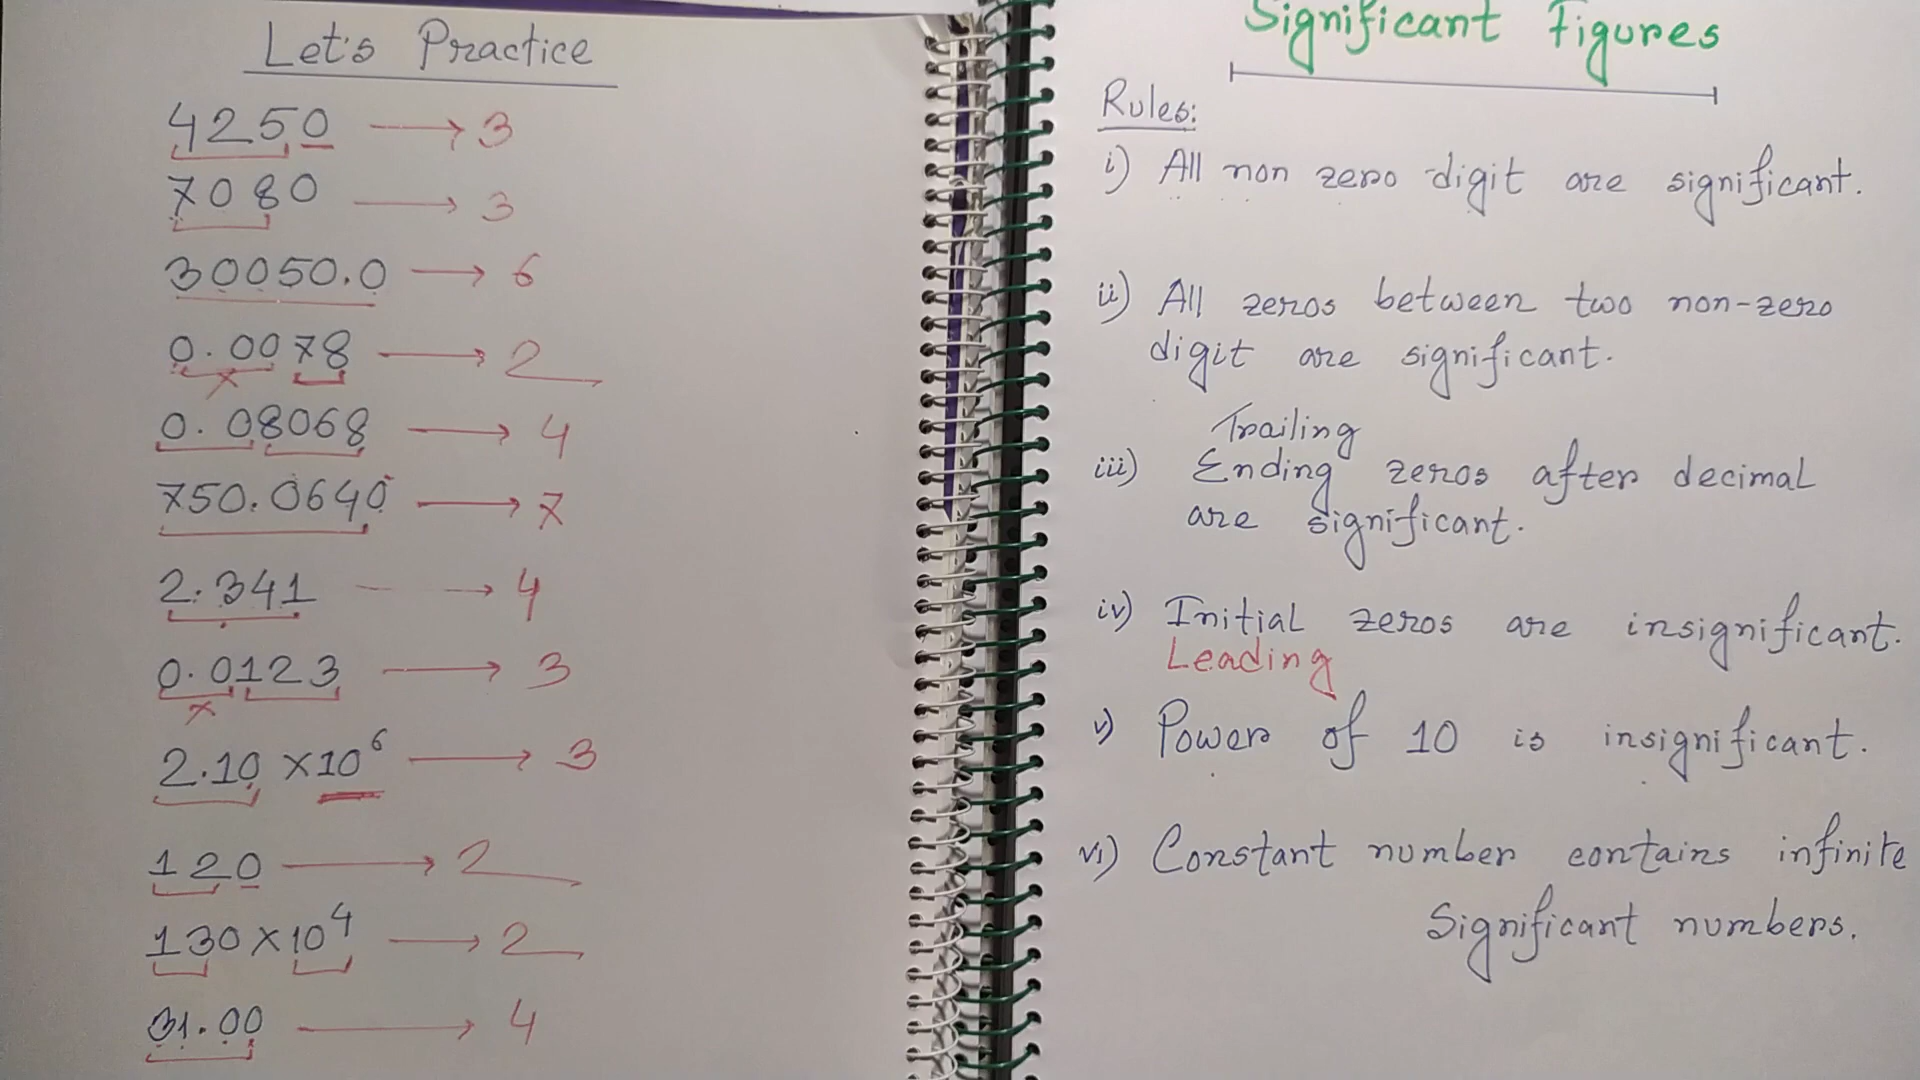 Let's Practice
4250 → 3
7080 → 3
30050.0 → 6
0.0078 → 2
0.08068 → 4
750.0640 → 7
2.341 → 4
0.0123 → 3
2.10 × 10⁶ → 3
120 → 2
130 × 10⁴ → 2
31.00 → 4
Significant Figures
Rules:
i) All non zero digit are significant.
ii) All zeros between two non-zero
digit are significant.
Trailing
iii) Ending zeros after decimal
are significant.
iv) Initial zeros are insignificant.
Leading
v) Power of 10 is insignificant.
vi) Constant number contains infinite
Significant numbers.